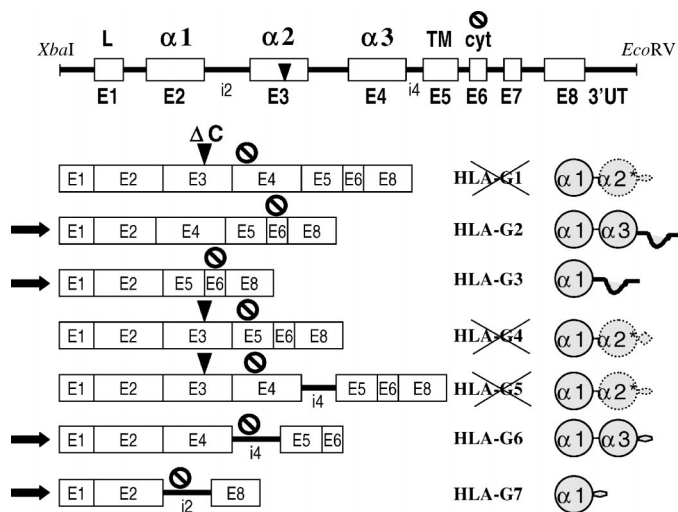 L α1 α2 α3 TM cyt
XbaI EcoRV
E1 E2 i2 E3 E4 i4 E5 E6 E7 E8 3'UT
Δ C
E1 E2 E3 E4 E5 E6 E8 HLA-G1 α1 α2*
E1 E2 E4 E5 E6 E8 HLA-G2 α1 α3
E1 E2 E5 E6 E8 HLA-G3 α1
E1 E2 E3 E5 E6 E8 HLA-G4 α1 α2*
E1 E2 E3 E4 i4 E5 E6 E8 HLA-G5 α1 α2*
E1 E2 E4 i4 E5 E6 HLA-G6 α1 α3
E1 E2 i2 E8 HLA-G7 α1